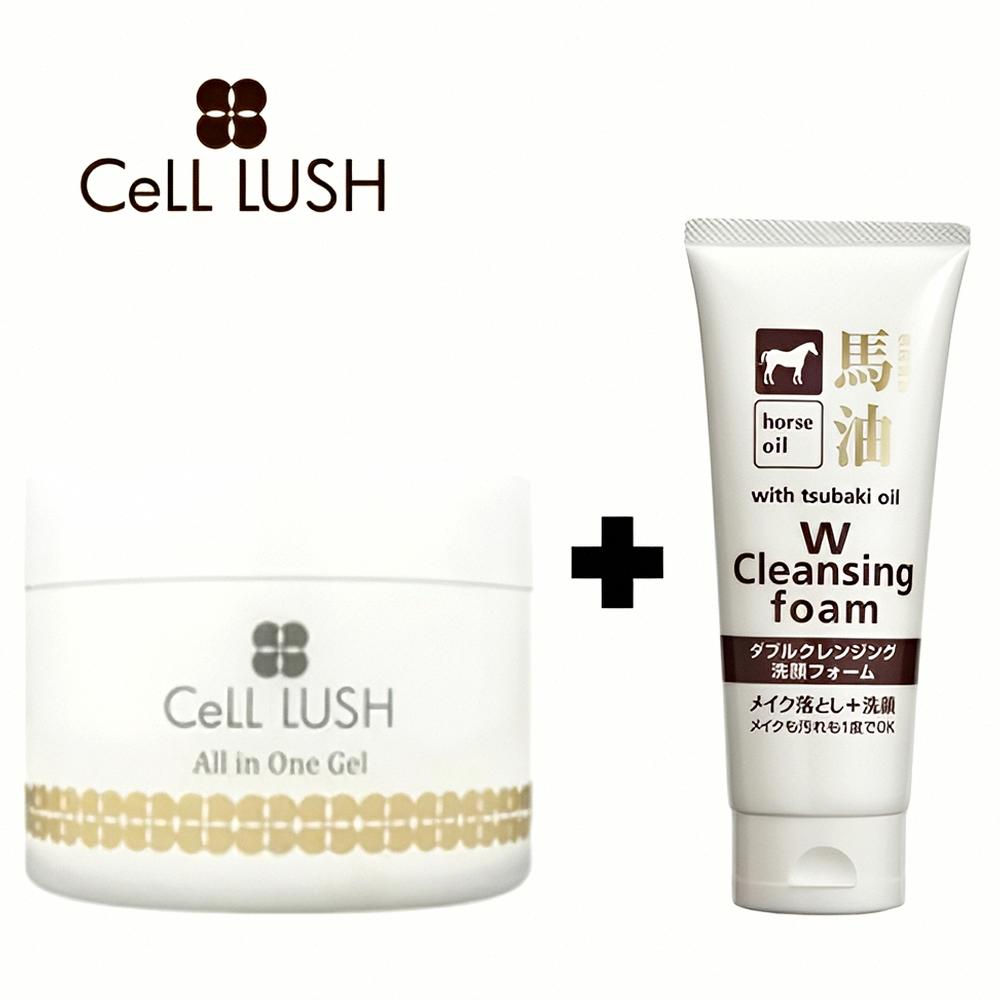 CeLL LUSH
CeLL LUSH
All in One Gel
馬油
horse
oil
with tsubaki oil
W
Cleansing
foam
ダブルクレンジング
洗顔フォーム
メイク落とし+洗顔
メイクも汚れも1度でOK